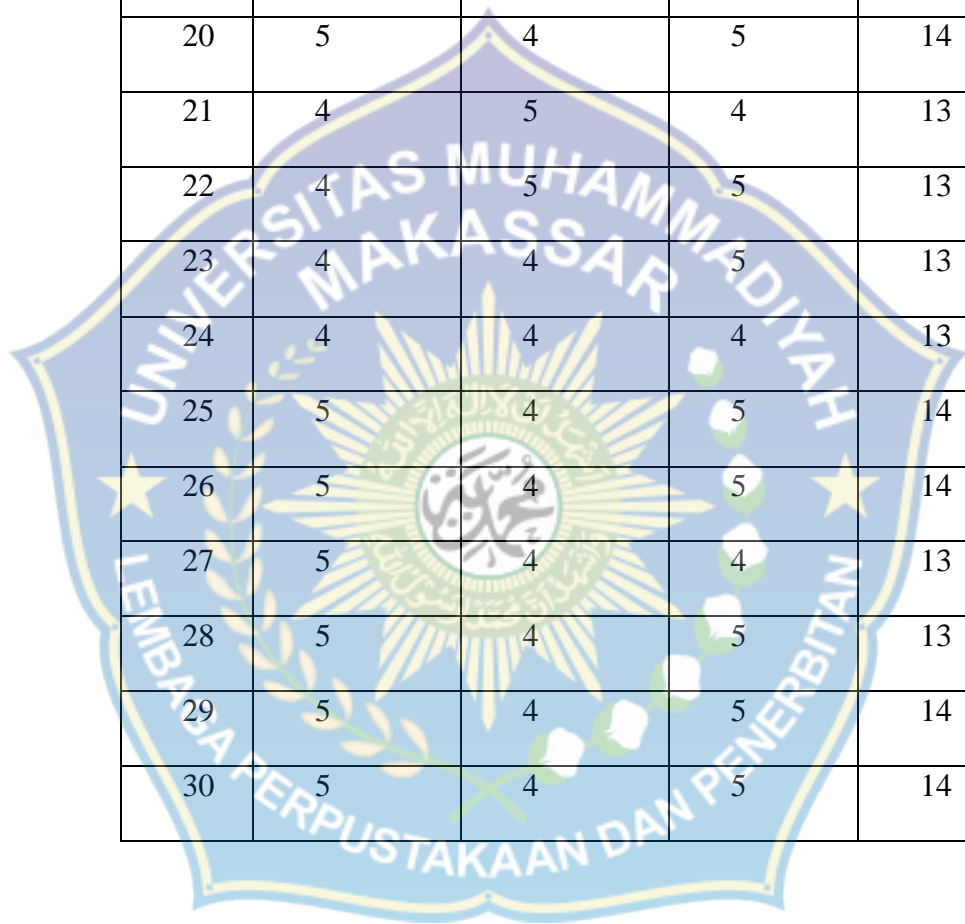 20 5 4 5 14
21 4 5 4 13
22 4 5 5 13
23 4 4 5 13
24 4 4 4 13
25 5 4 5 14
26 5 4 5 14
27 5 4 4 13
28 5 4 5 13
29 5 4 5 14
30 5 4 5 14
UNIVERSITAS MUHAMMADIYAH
MAKASSAR
محمد
LEMBAGA PERPUSTAKAAN DAN PENERBITAN